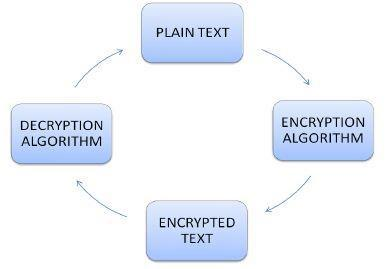 PLAIN TEXT
ENCRYPTION
ALGORITHM
ENCRYPTED
TEXT
DECRYPTION
ALGORITHM